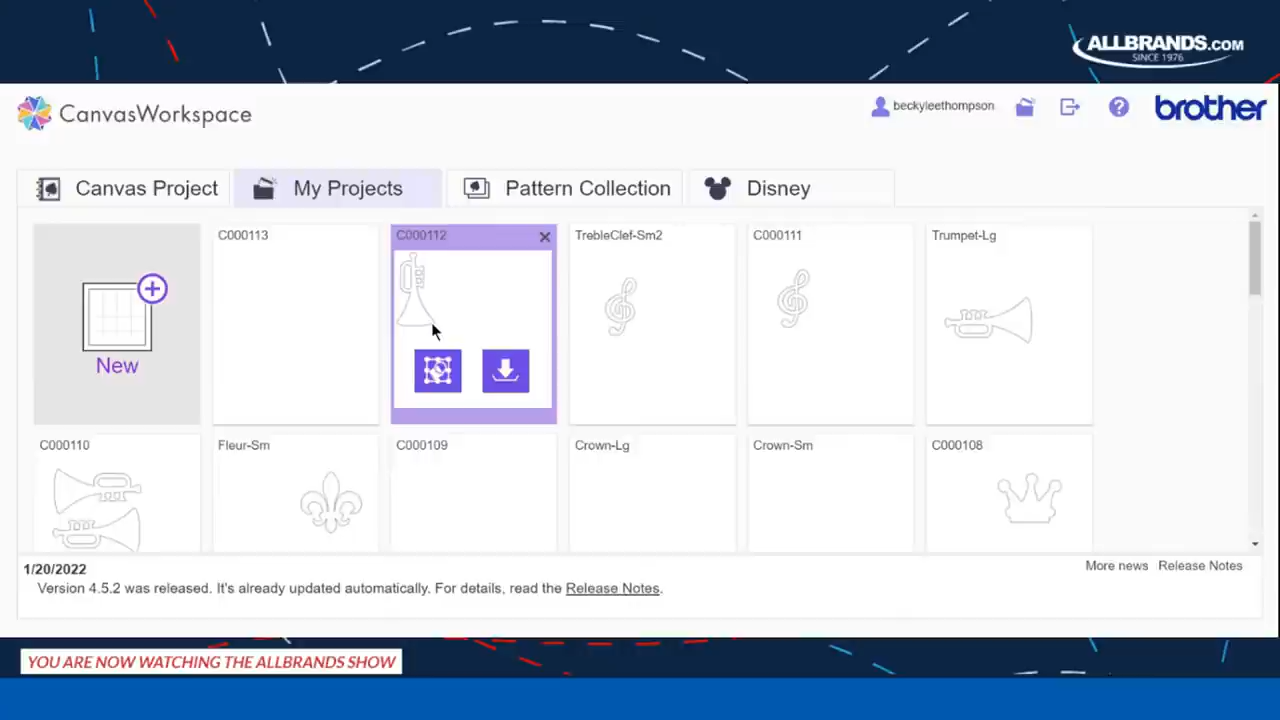 ALLBRANDS.COM
SINCE 1976
CanvasWorkspace
beckyleethompson
?
brother
Canvas Project
My Projects
Pattern Collection
Disney
New
C000113
C000112
TrebleClef-Sm2
C000111
Trumpet-Lg
C000110
Fleur-Sm
C000109
Crown-Lg
Crown-Sm
C000108
1/20/2022
More news
Release Notes
Version 4.5.2 was released. It's already updated automatically. For details, read the Release Notes.
YOU ARE NOW WATCHING THE ALLBRANDS SHOW